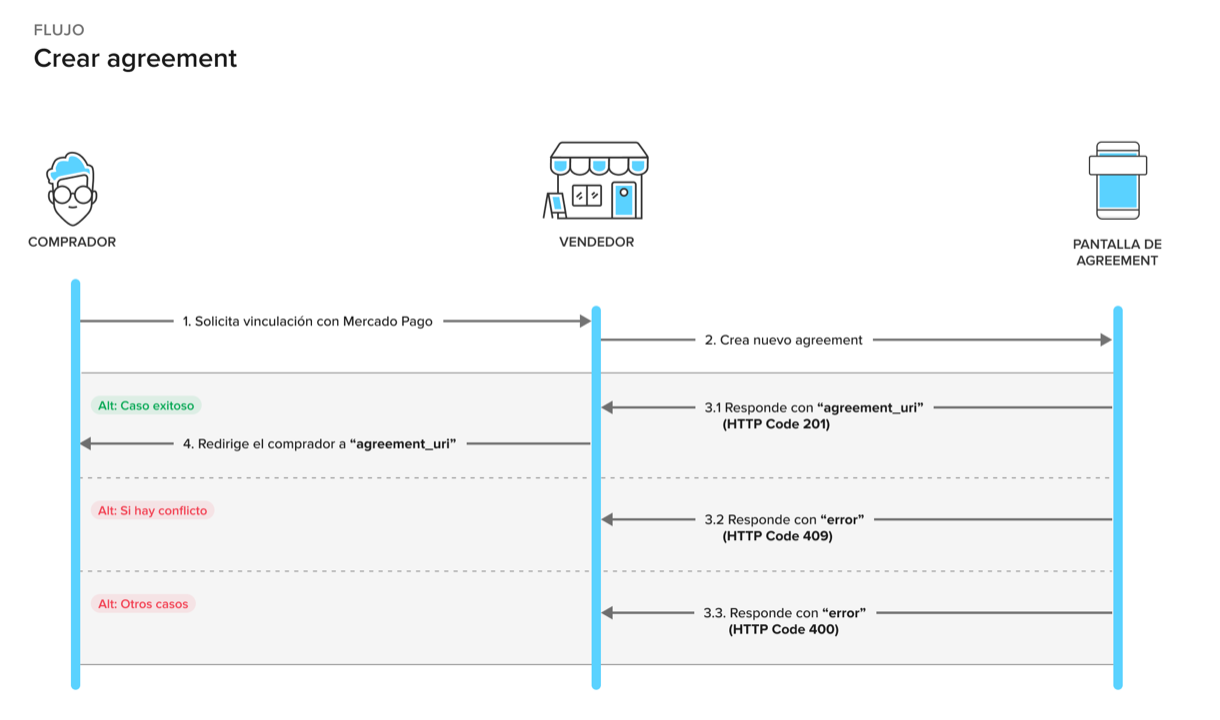 FLUJO
Crear agreement
COMPRADOR
VENDEDOR
PANTALLA DE
AGREEMENT
1. Solicita vinculación con Mercado Pago
2. Crea nuevo agreement
Alt: Caso exitoso
3.1 Responde con “agreement_uri”
(HTTP Code 201)
4. Redirige el comprador a “agreement_uri”
Alt: Si hay conflicto
3.2 Responde con “error”
(HTTP Code 409)
Alt: Otros casos
3.3. Responde con “error”
(HTTP Code 400)